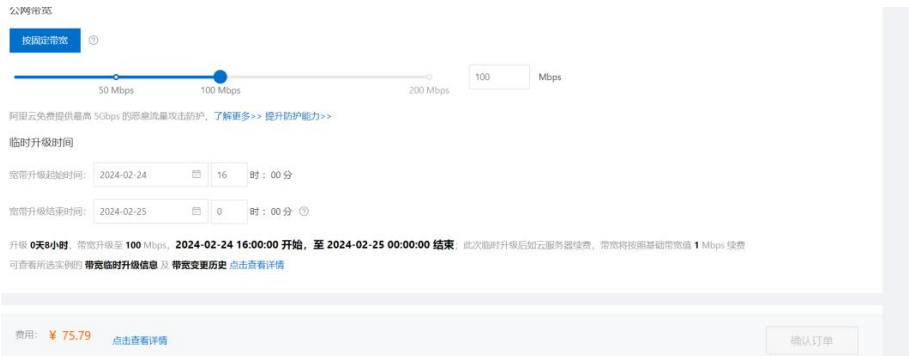 公网带宽
按固定带宽
50 Mbps 100 Mbps 200 Mbps 100 Mbps
阿里云免费提供最高 5Gbps 的恶意流量攻击防护，了解更多>> 提升防护能力>>
临时升级时间
宽带升级起始时间: 2024-02-24 16 时 : 00 分
宽带升级结束时间: 2024-02-25 0 时 : 00 分
升级 0天8小时，带宽升级至 100 Mbps，2024-02-24 16:00:00 开始，至 2024-02-25 00:00:00 结束; 此次临时升级后如云服务器续费，带宽将按照基础带宽值 1 Mbps 续费
可查看所选实例的 带宽临时升级信息 及 带宽变更历史 点击查看详情
费用: ¥ 75.79 点击查看详情 确认订单